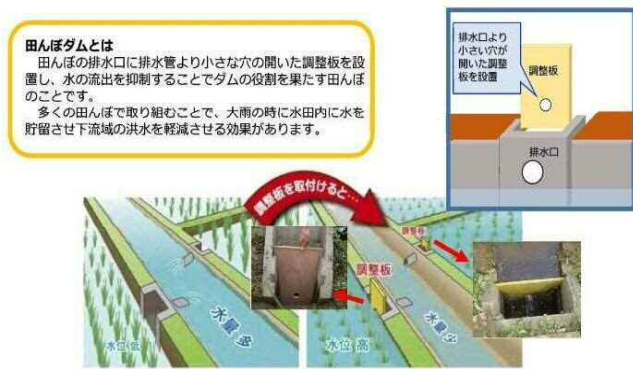 田んぼダムとは
田んぼの排水口に排水管より小さな穴の開いた調整板を設
置し、水の流出を抑制することでダムの役割を果たす田んぼ
のことです。
多くの田んぼで取り組むことで、大雨の時に水田内に水を
貯留させ下流域の洪水を軽減させる効果があります。
排水口より
小さい穴が
開いた調整
板を設置
調整板
排水口
調整板を取付けると…
調整板
調整板
水量 多
水位 低
水量 少
水位 高